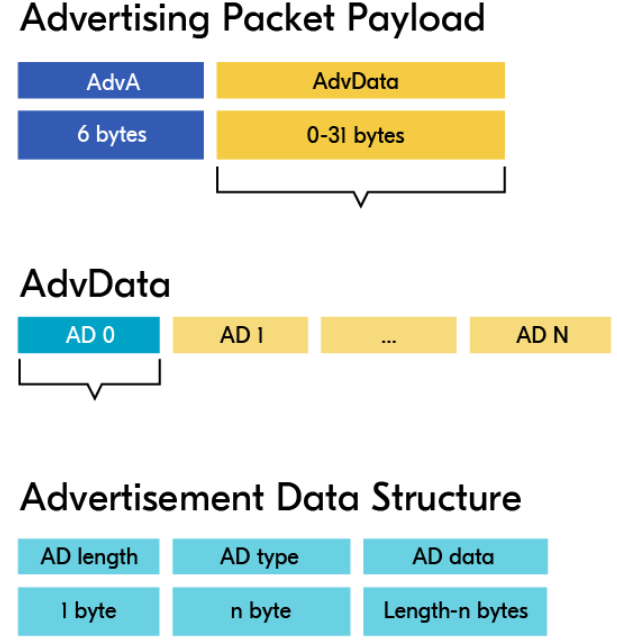 Advertising Packet Payload
AdvA AdvData
6 bytes 0-31 bytes
AdvData
AD 0 AD 1 ... AD N
Advertisement Data Structure
AD length AD type AD data
1 byte n byte Length-n bytes